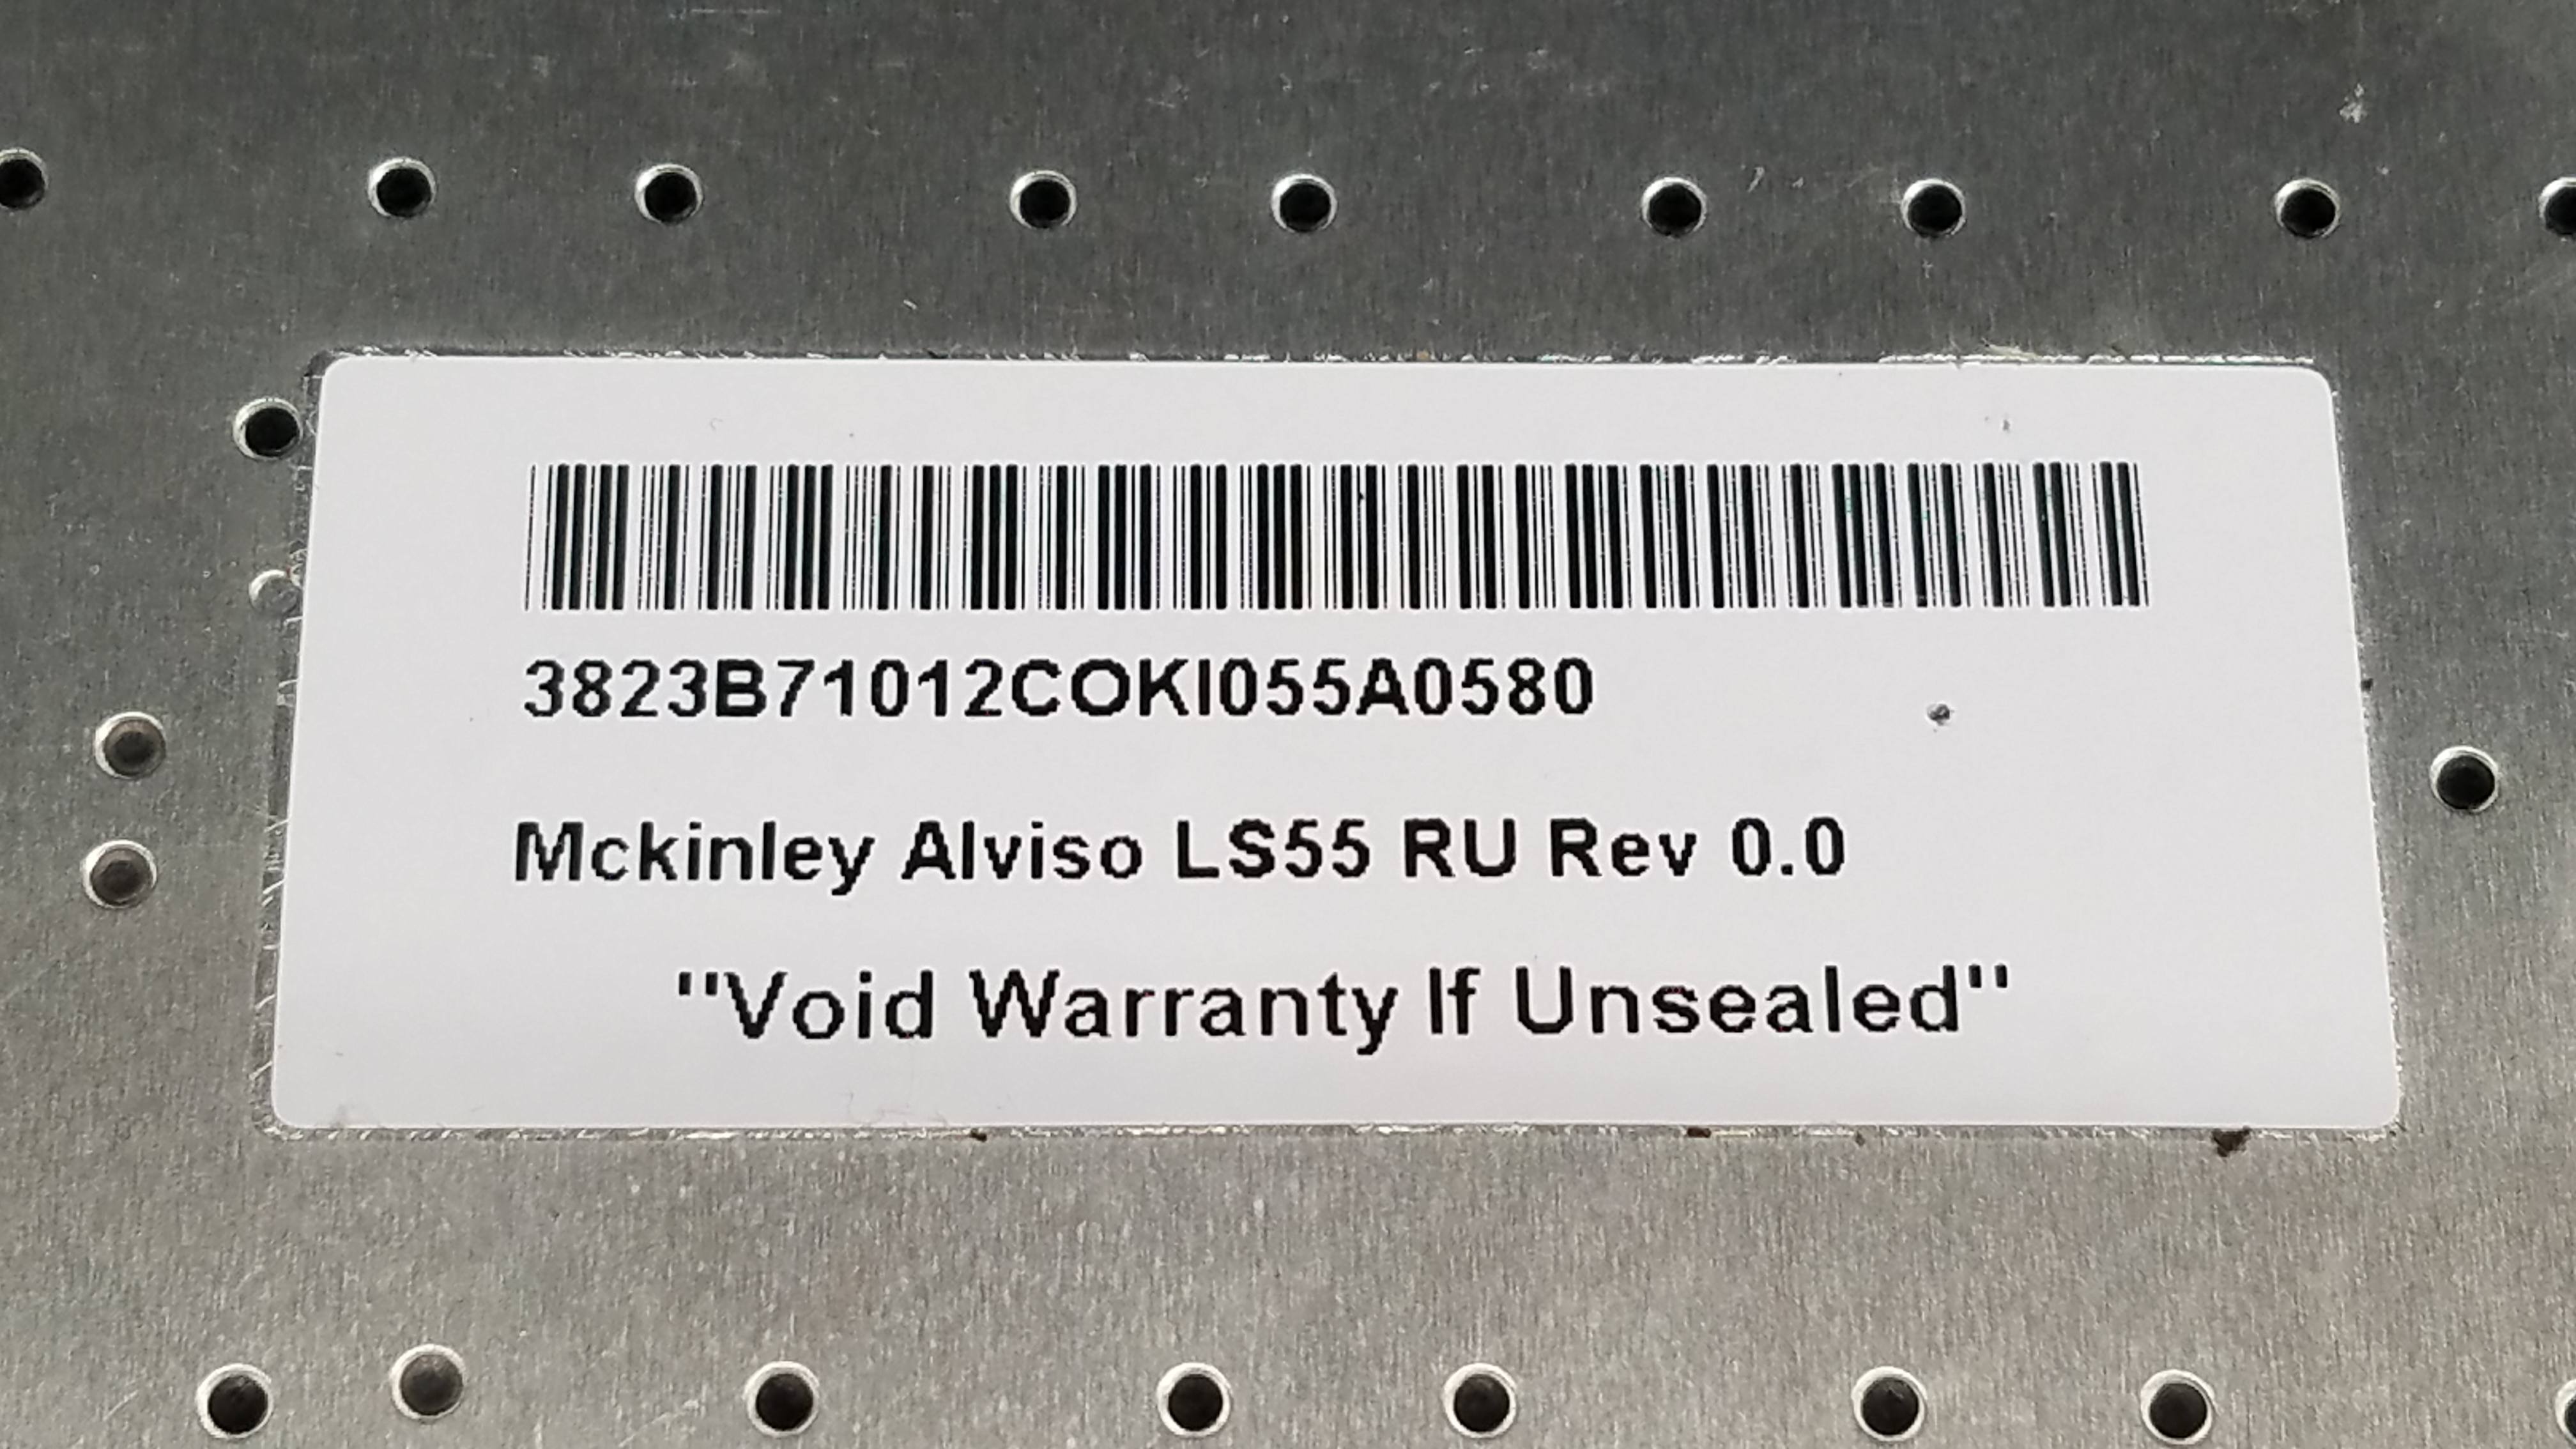 3823B71012COKI055A0580
Mckinley Alviso LS55 RU Rev 0.0
"Void Warranty If Unsealed"